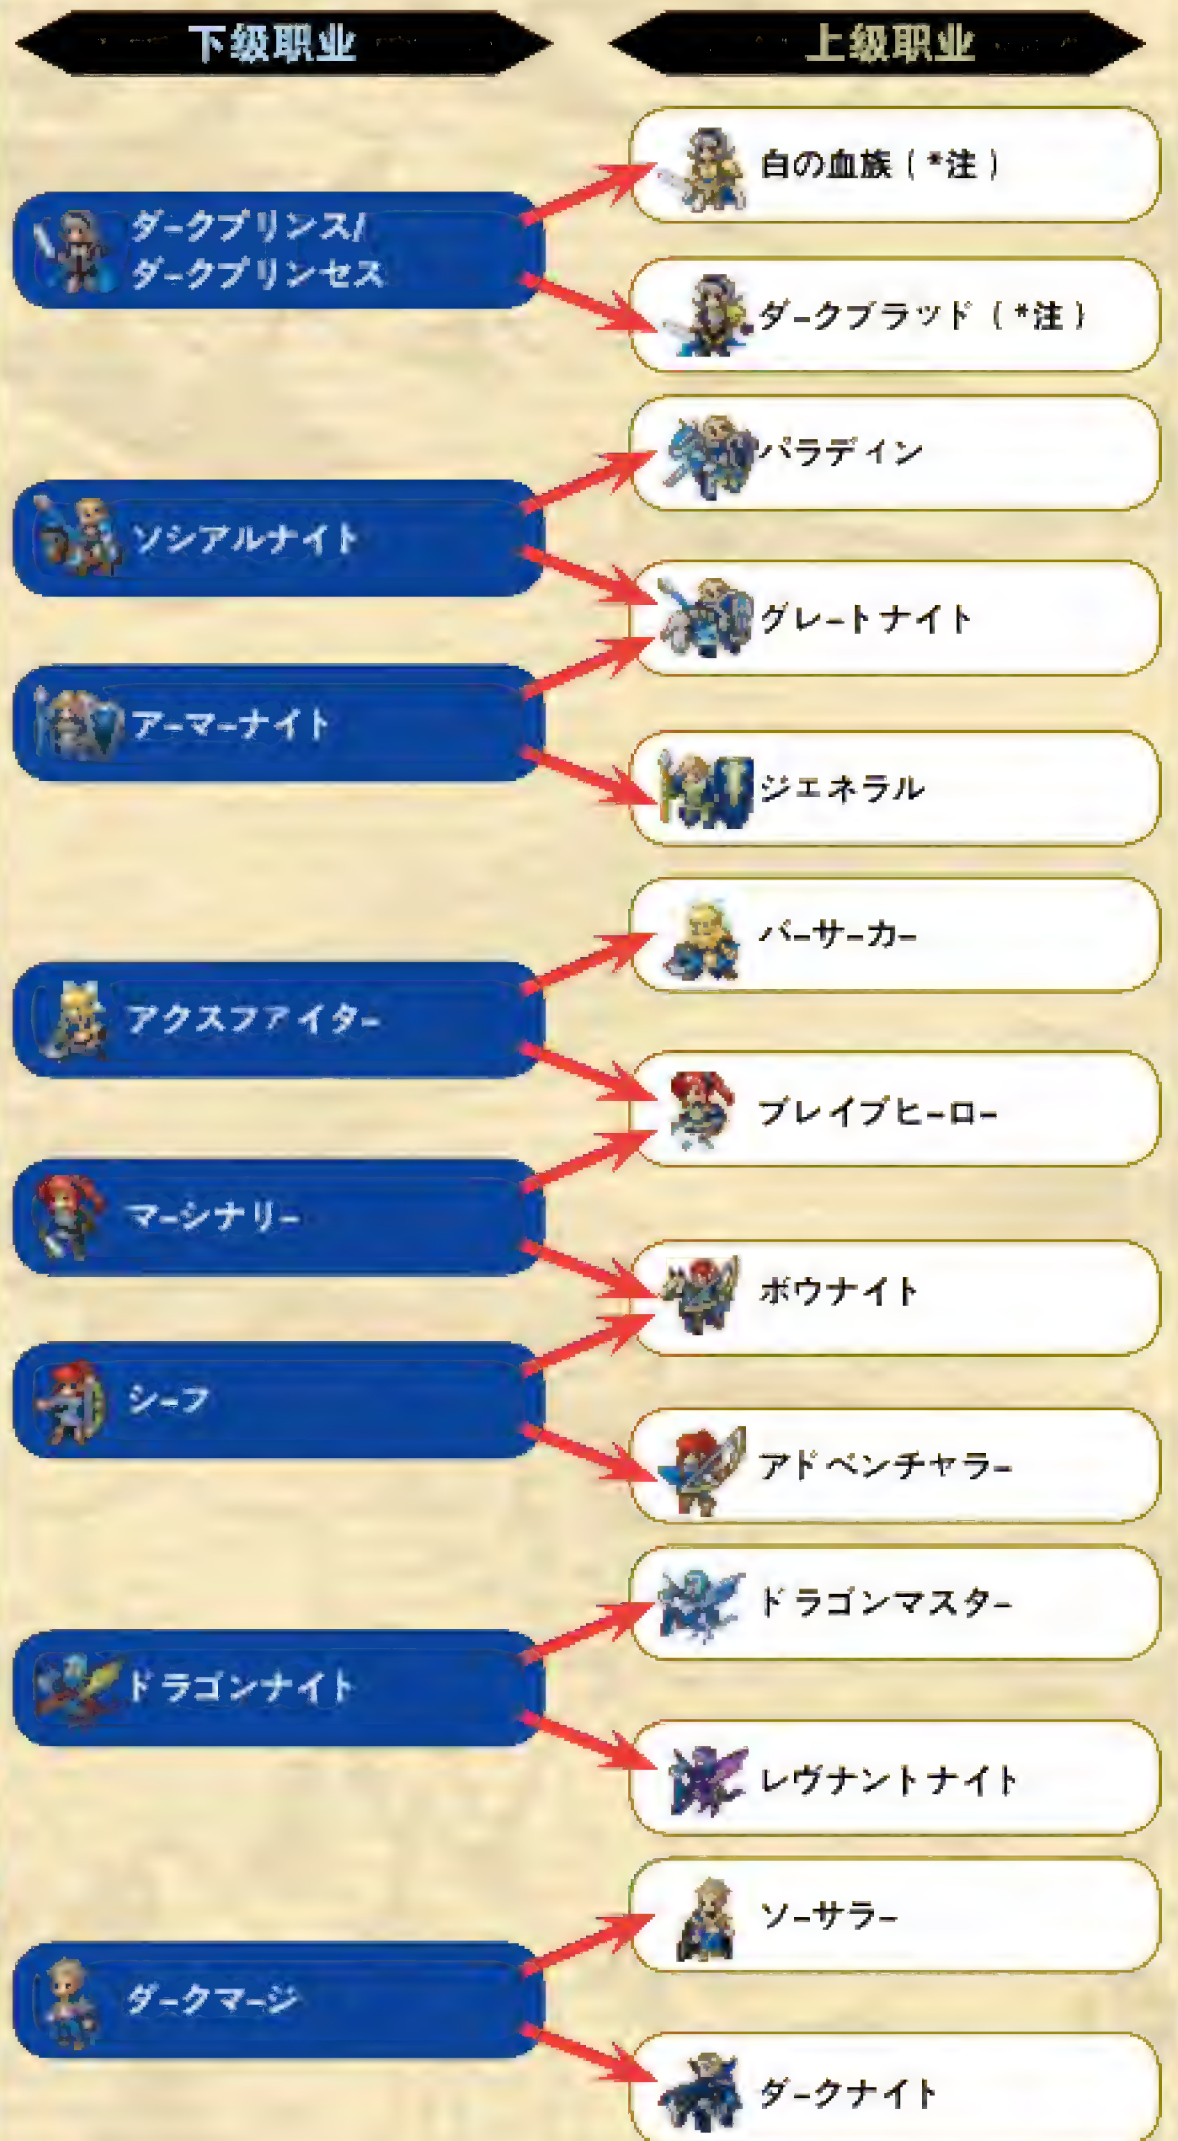 下级职业
上级职业
白の血族（*注）
ダークプリンス/
ダークプリンセス
ダークブラッド（*注）
パラディン
ソシアルナイト
グレートナイト
アーマーナイト
ジェネラル
バーサーカー
アクスファイター
ブレイブヒーロー
マーシナリー
ボウナイト
シーフ
アドベンチャラー
ドラゴンマスター
ドラゴンナイト
レヴナントナイト
ソーサラー
ダークマージ
ダークナイト